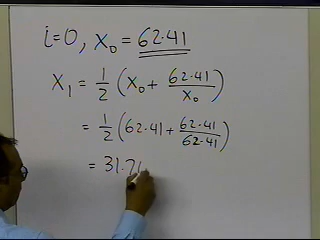 i=0, x₀ = 62.41
x₁ = 1/2 (x₀ + 62.41/x₀)
= 1/2 (62.41 + 62.41/62.41)
= 31.7